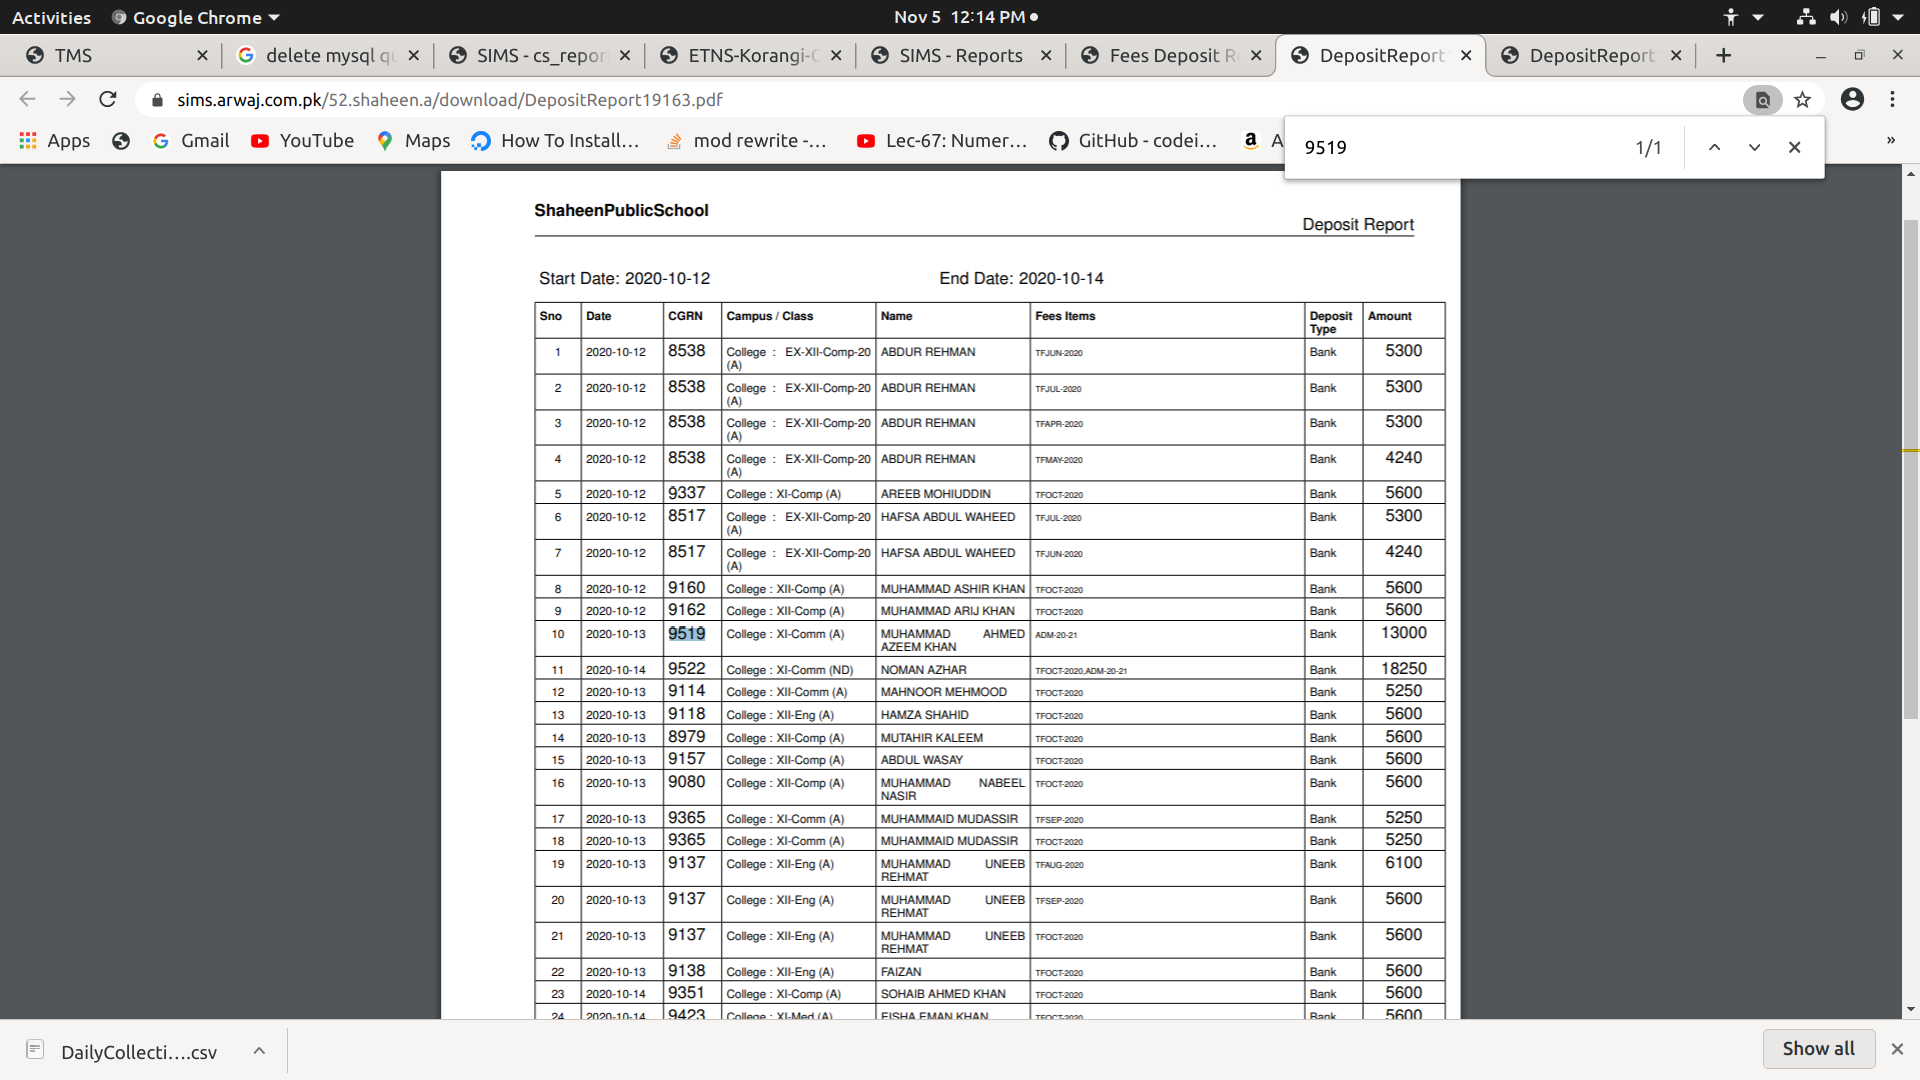 Activities Google Chrome Nov 5 12:14 PM
TMS delete mysql qu SIMS - cs_repor ETNS-Korangi-C SIMS - Reports Fees Deposit Re DepositReport DepositReport
sims.arwaj.com.pk/52.shaheen.a/download/DepositReport19163.pdf
Apps Gmail YouTube Maps How To Install... mod rewrite -... Lec-67: Numer... GitHub - codei... A »
9519 1/1
ShaheenPublicSchool
Deposit Report
Start Date: 2020-10-12 End Date: 2020-10-14
Sno Date CGRN Campus / Class Name Fees Items Deposit Type Amount
1 2020-10-12 8538 College : EX-XII-Comp-20 (A) ABDUR REHMAN TFJUN-2020 Bank 5300
2 2020-10-12 8538 College : EX-XII-Comp-20 (A) ABDUR REHMAN TFJUL-2020 Bank 5300
3 2020-10-12 8538 College : EX-XII-Comp-20 (A) ABDUR REHMAN TFAPR-2020 Bank 5300
4 2020-10-12 8538 College : EX-XII-Comp-20 (A) ABDUR REHMAN TFMAY-2020 Bank 4240
5 2020-10-12 9337 College : XI-Comp (A) AREEB MOHIUDDIN TFOCT-2020 Bank 5600
6 2020-10-12 8517 College : EX-XII-Comp-20 (A) HAFSA ABDUL WAHEED TFJUL-2020 Bank 5300
7 2020-10-12 8517 College : EX-XII-Comp-20 (A) HAFSA ABDUL WAHEED TFJUN-2020 Bank 4240
8 2020-10-12 9160 College : XII-Comp (A) MUHAMMAD ASHIR KHAN TFOCT-2020 Bank 5600
9 2020-10-12 9162 College : XII-Comp (A) MUHAMMAD ARIJ KHAN TFOCT-2020 Bank 5600
10 2020-10-13 9519 College : XI-Comm (A) MUHAMMAD AHMED AZEEM KHAN ADM-20-21 Bank 13000
11 2020-10-14 9522 College : XI-Comm (ND) NOMAN AZHAR TFOCT-2020,ADM-20-21 Bank 18250
12 2020-10-13 9114 College : XII-Comm (A) MAHNOOR MEHMOOD TFOCT-2020 Bank 5250
13 2020-10-13 9118 College : XII-Eng (A) HAMZA SHAHID TFOCT-2020 Bank 5600
14 2020-10-13 8979 College : XII-Comp (A) MUTAHIR KALEEM TFOCT-2020 Bank 5600
15 2020-10-13 9157 College : XII-Comp (A) ABDUL WASAY TFOCT-2020 Bank 5600
16 2020-10-13 9080 College : XII-Comp (A) MUHAMMAD NABEEL NASIR TFOCT-2020 Bank 5600
17 2020-10-13 9365 College : XI-Comm (A) MUHAMMAID MUDASSIR TFSEP-2020 Bank 5250
18 2020-10-13 9365 College : XI-Comm (A) MUHAMMAID MUDASSIR TFOCT-2020 Bank 5250
19 2020-10-13 9137 College : XII-Eng (A) MUHAMMAD UNEEB REHMAT TFAUG-2020 Bank 6100
20 2020-10-13 9137 College : XII-Eng (A) MUHAMMAD UNEEB REHMAT TFSEP-2020 Bank 5600
21 2020-10-13 9137 College : XII-Eng (A) MUHAMMAD UNEEB REHMAT TFOCT-2020 Bank 5600
22 2020-10-13 9138 College : XII-Eng (A) FAIZAN TFOCT-2020 Bank 5600
23 2020-10-14 9351 College : XI-Comp (A) SOHAIB AHMED KHAN TFOCT-2020 Bank 5600
24 2020-10-14 9423 College : XI-Med (A) EISHA EMAN KHAN TFOCT-2020 Bank 5600
DailyCollecti....csv Show all